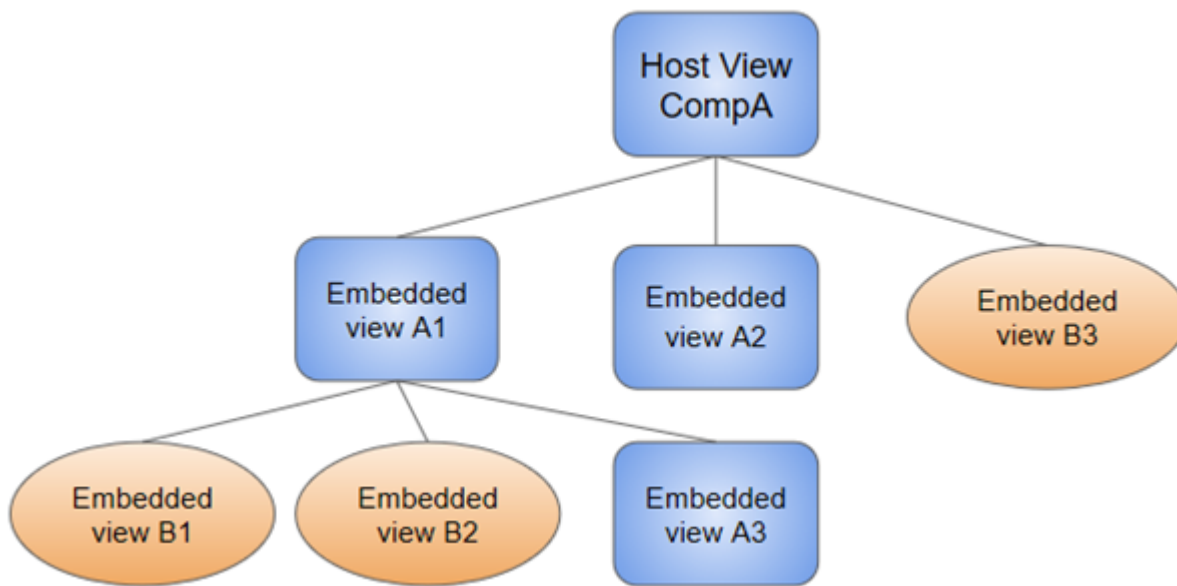 Host View
CompA
Embedded
view A1
Embedded
view A2
Embedded
view B3
Embedded
view B1
Embedded
view B2
Embedded
view A3